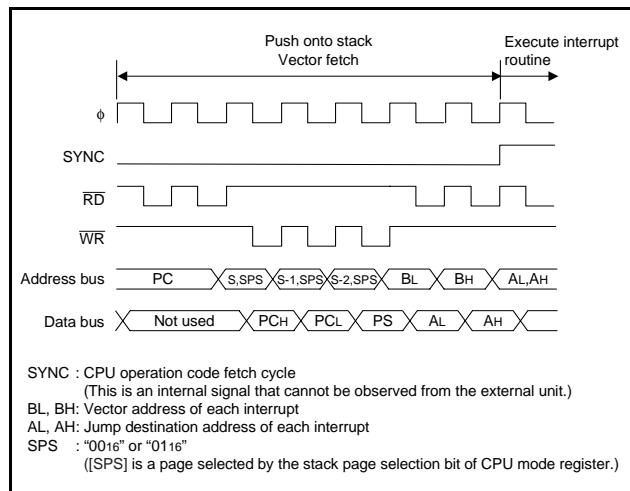 Push onto stack
Vector fetch
Execute interrupt
routine
ϕ
SYNC
RD
WR
Address bus
PC
S,SPS
S-1,SPS
S-2,SPS
BL
BH
AL,AH
Data bus
Not used
PCH
PCL
PS
AL
AH
SYNC : CPU operation code fetch cycle
(This is an internal signal that cannot be observed from the external unit.)
BL, BH: Vector address of each interrupt
AL, AH: Jump destination address of each interrupt
SPS : “0016” or “0116”
([SPS] is a page selected by the stack page selection bit of CPU mode register.)